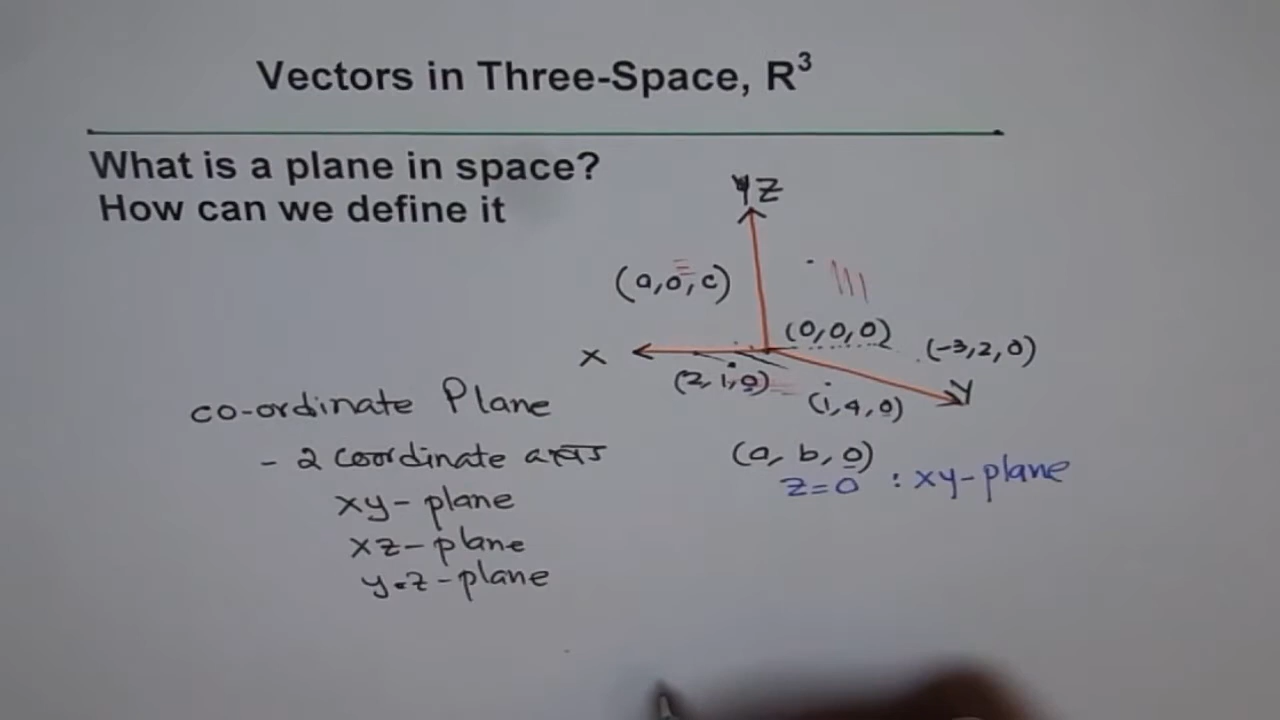 Vectors in Three-Space, R³
What is a plane in space?
How can we define it
Z
(a,0,c)
(0,0,0)
(-3,2,0)
X
(2,1,0)
Y
(1,4,0)
co-ordinate Plane
- 2 coordinate axes
(a, b, 0)
z=0 : xy-plane
xy- plane
xz- plane
y-z-plane